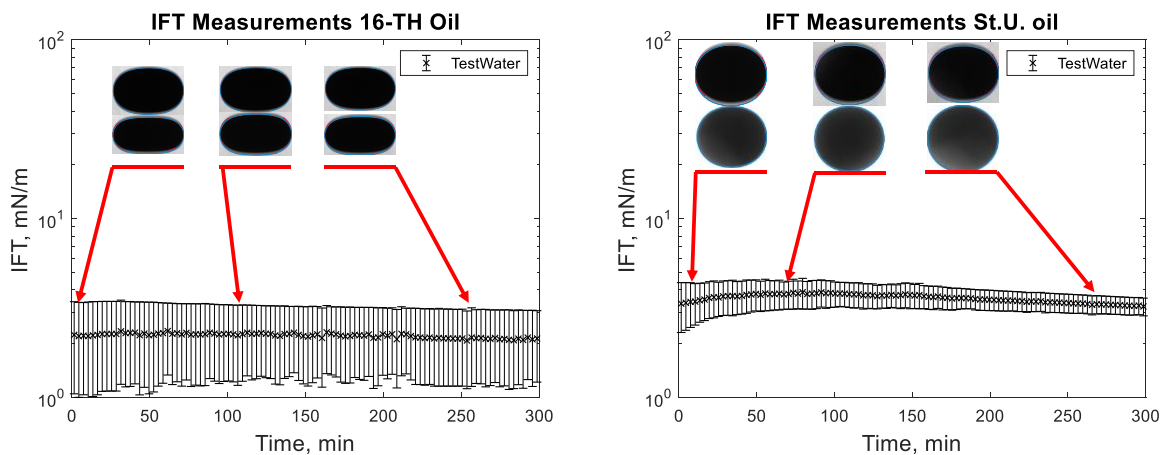 IFT Measurements 16-TH Oil
10^2
10^1
10^0
IFT, mN/m
TestWater
0 50 100 150 200 250 300
Time, min
IFT Measurements St.U. oil
10^2
10^1
10^0
IFT, mN/m
TestWater
0 50 100 150 200 250 300
Time, min